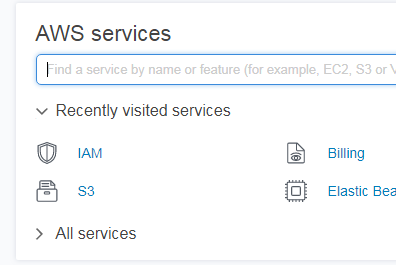 AWS services
Find a service by name or feature (for example, EC2, S3 or V
Recently visited services
IAM
Billing
S3
Elastic Bea
All services